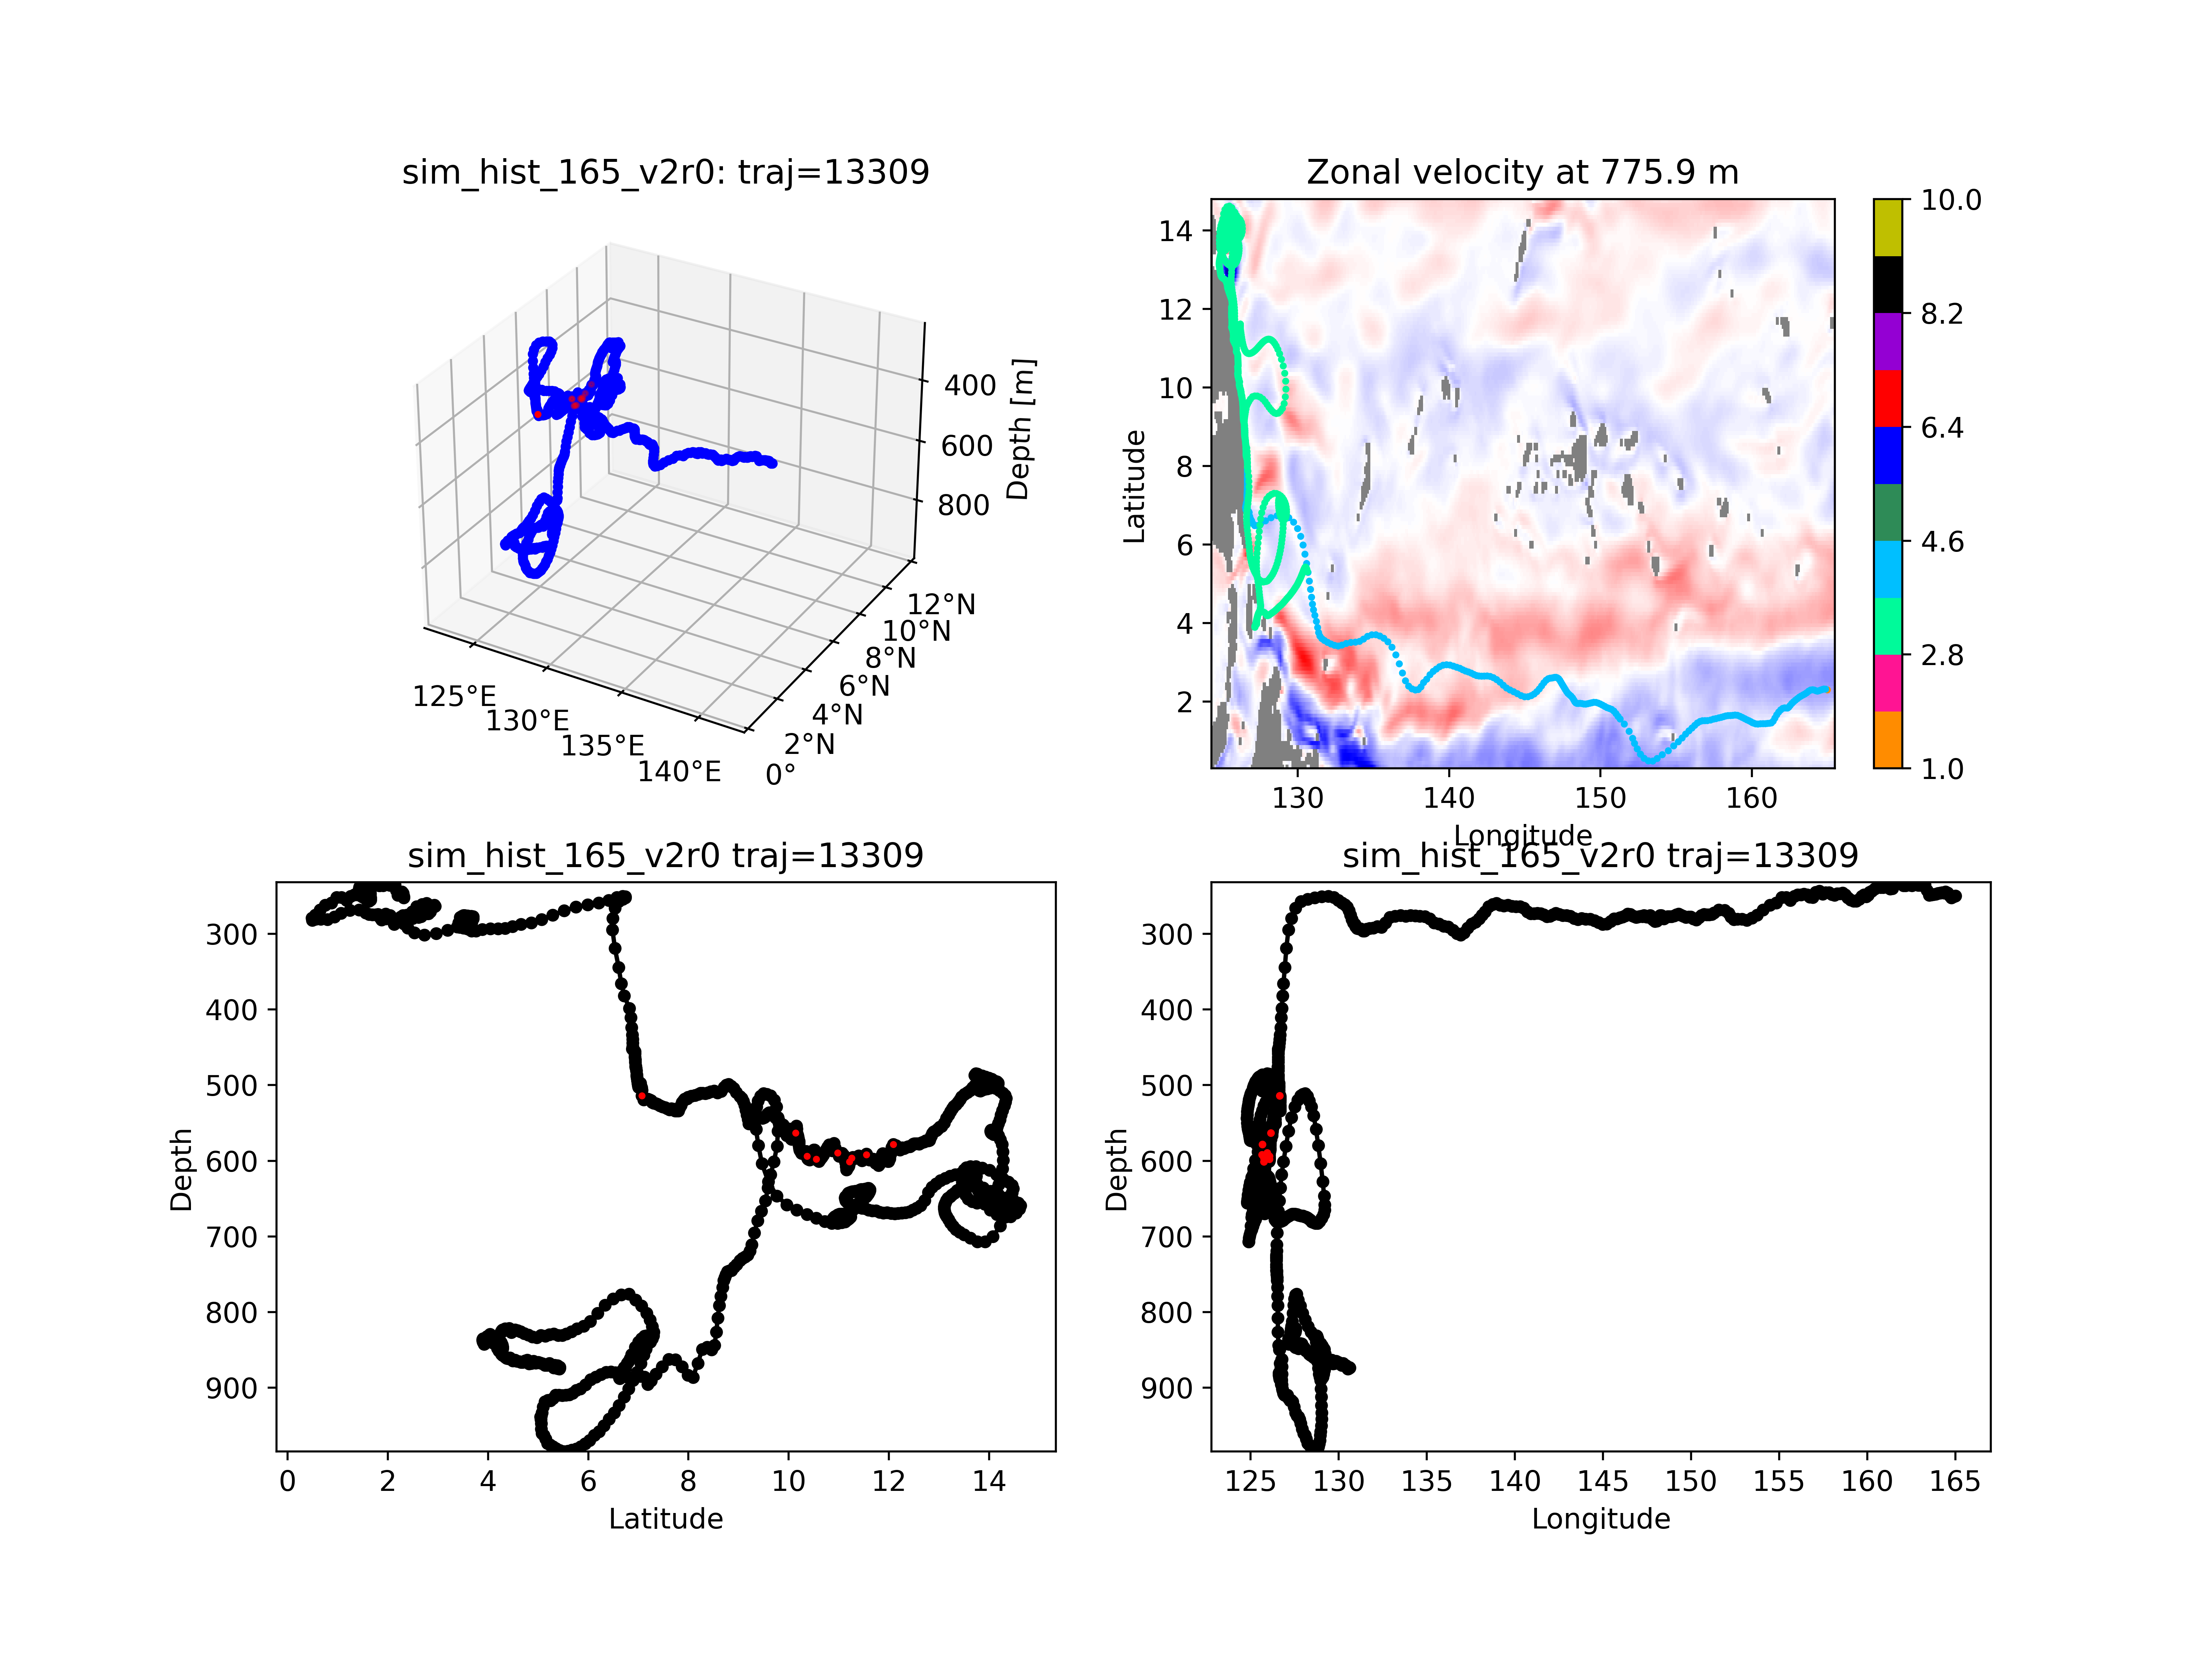 sim_hist_165_v2r0: traj=13309
400
600
800
Depth [m]
125°E
130°E
135°E
140°E
0°
2°N
4°N
6°N
8°N
10°N
12°N
Zonal velocity at 775.9 m
14
12
10
8
6
4
2
Latitude
130
140
150
160
Longitude
10.0
8.2
6.4
4.6
2.8
1.0
sim_hist_165_v2r0 traj=13309
300
400
500
600
700
800
900
Depth
0
2
4
6
8
10
12
14
Latitude
sim_hist_165_v2r0 traj=13309
300
400
500
600
700
800
900
Depth
125
130
135
140
145
150
155
160
165
Longitude